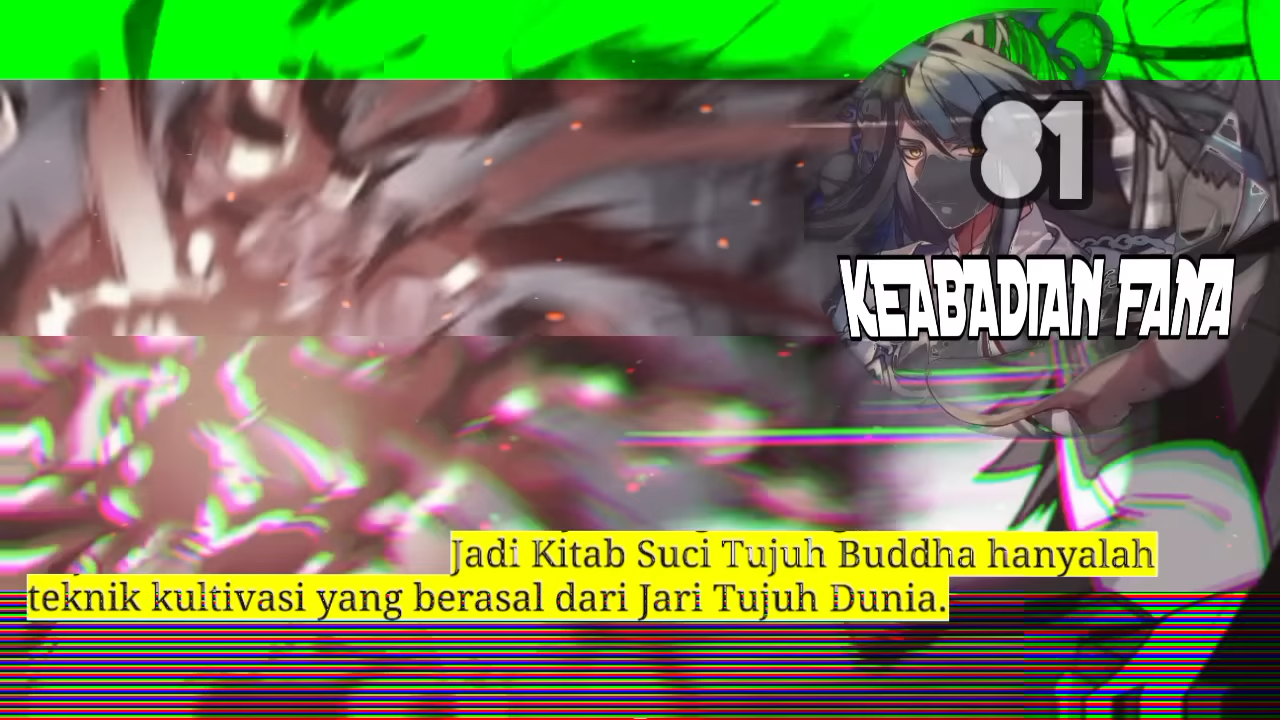 81
KEABADIAN FANA
Jadi Kitab Suci Tujuh Buddha hanyalah
teknik kultivasi yang berasal dari Jari Tujuh Dunia.